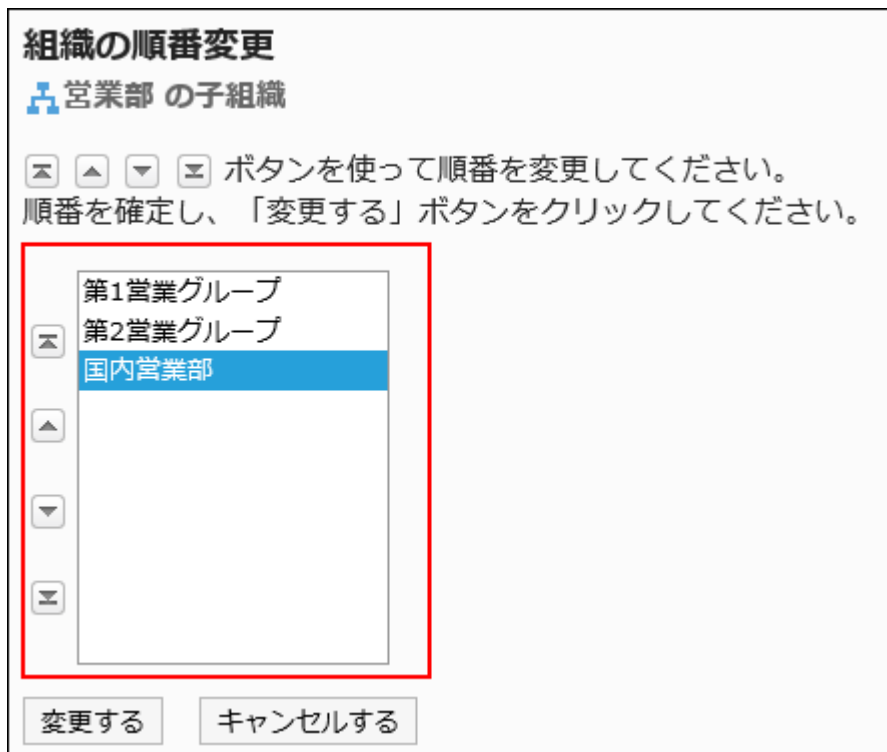 組織の順番変更
営業部 の子組織
ボタンを使って順番を変更してください。
順番を確定し、「変更する」ボタンをクリックしてください。
第1営業グループ
第2営業グループ
国内営業部
変更する
キャンセルする